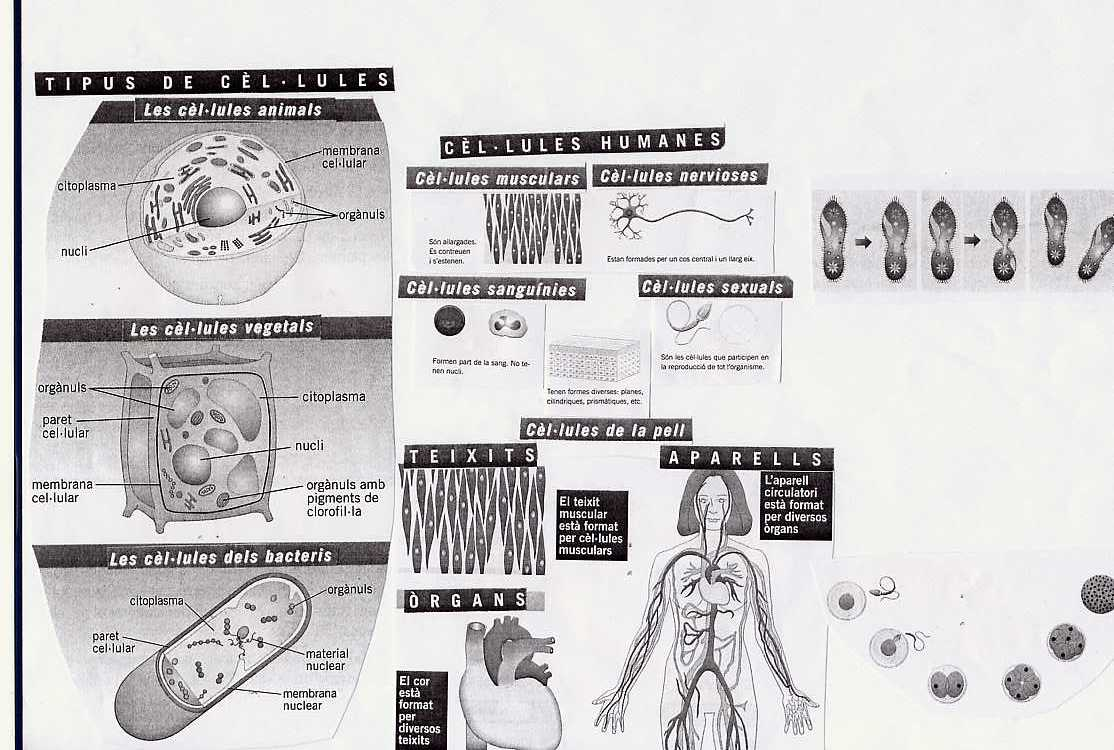 TIPUS DE CÈL·LULES
Les cèl·lules animals
membrana
cel·lular
citoplasma
orgànuls
nucli
Les cèl·lules vegetals
orgànuls
citoplasma
paret
cel·lular
nucli
membrana
cel·lular
orgànuls amb
pigments de
clorofil·la
Les cèl·lules dels bacteris
citoplasma
orgànuls
paret
cel·lular
material
nuclear
membrana
nuclear
CÈL·LULES HUMANES
Cèl·lules musculars
Són allargades.
Es contreuen
i s'estenen.
Cèl·lules nervioses
Estan formades per un cos central i un llarg eix.
Cèl·lules sanguínies
Formen part de la sang. No te-
nen nucli.
Cèl·lules sexuals
Són les cèl·lules que participen en
la reproducció de tot l'organisme.
Tenen formes diverses: planes,
cilíndriques, prismàtiques, etc.
Cèl·lules de la pell
TEIXITS
El teixit
muscular
està format
per cèl·lules
musculars
ÒRGANS
El cor
està
format
per
diversos
teixits
APARELLS
L'aparell
circulatori
està format
per diversos
òrgans